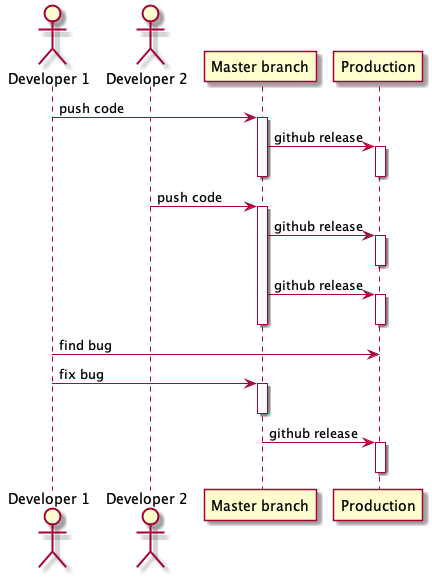 Developer 1
Developer 2
Master branch
Production
push code
github release
push code
github release
github release
find bug
fix bug
github release
Developer 1
Developer 2
Master branch
Production